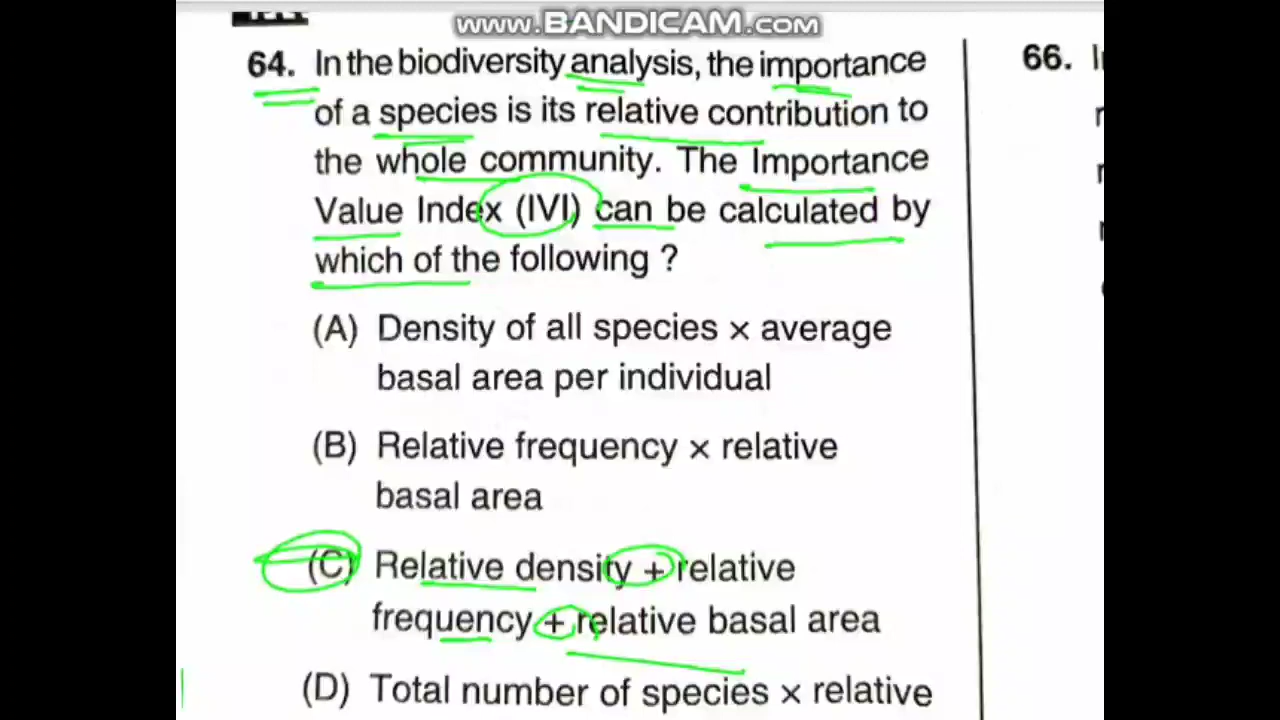 WWW.BANDICAM.COM
64. In the biodiversity analysis, the importance
of a species is its relative contribution to
the whole community. The Importance
Value Index (IVI) can be calculated by
which of the following ?
(A) Density of all species × average
basal area per individual
(B) Relative frequency × relative
basal area
(C) Relative density + relative
frequency + relative basal area
(D) Total number of species × relative
66.